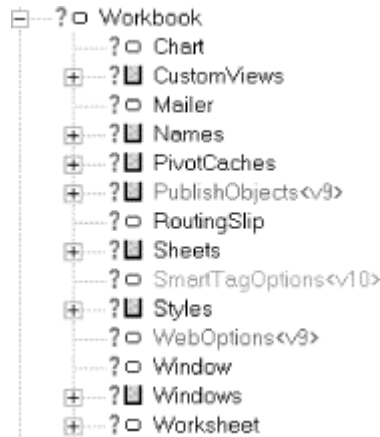 Workbook
Chart
CustomViews
Mailer
Names
PivotCaches
PublishObjects<v9>
RoutingSlip
Sheets
SmartTagOptions<v10>
Styles
WebOptions<v9>
Window
Windows
Worksheet